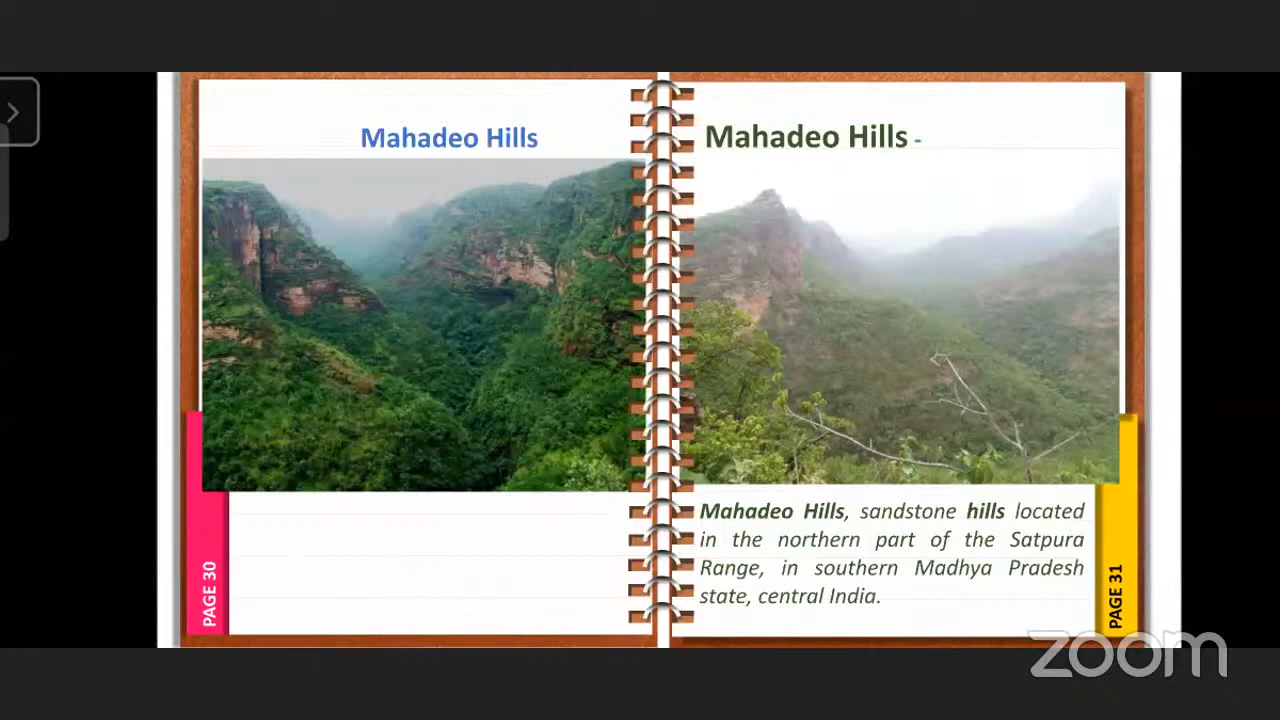 Mahadeo Hills
PAGE 30
Mahadeo Hills -
Mahadeo Hills, sandstone hills located
in the northern part of the Satpura
Range, in southern Madhya Pradesh
state, central India.
PAGE 31
zoom